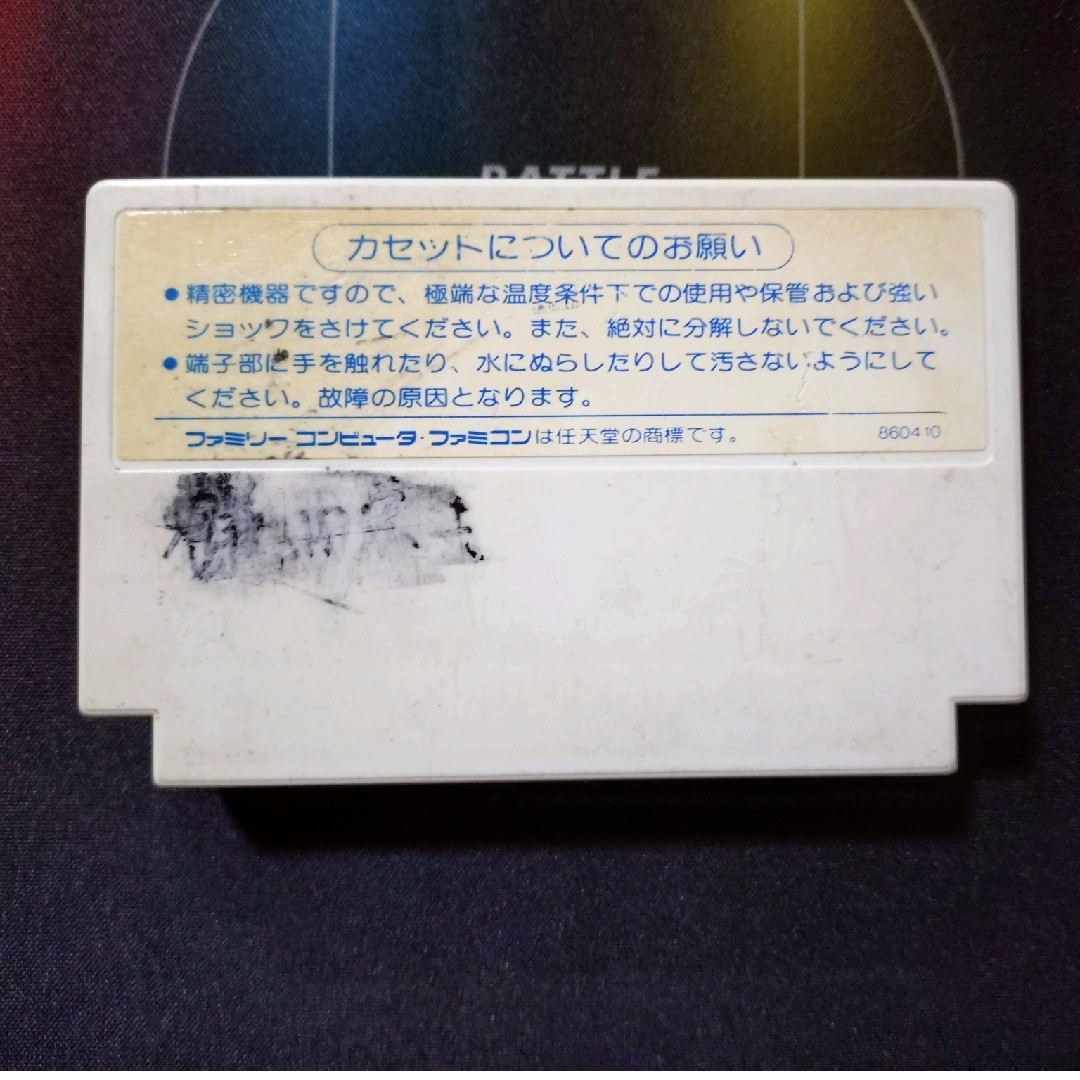 BATTLE
カセットについてのお願い
●精密機器ですので、極端な温度条件下での使用や保管および強い
ショックをさけてください。また、絶対に分解しないでください。
●端子部に手を触れたり、水にぬらしたりして汚さないようにして
ください。故障の原因となります。
ファミリーコンピュータ・ファミコンは任天堂の商標です。 860410